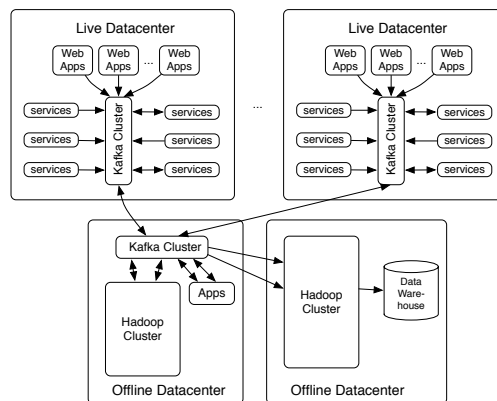 Live Datacenter
Web
Apps
Web
Apps
...
Web
Apps
services
services
services
Kafka Cluster
services
services
services
...
Live Datacenter
Web
Apps
Web
Apps
...
Web
Apps
services
services
services
Kafka Cluster
services
services
services
Kafka Cluster
Hadoop
Cluster
Apps
Offline Datacenter
Hadoop
Cluster
Data
Ware-
house
Offline Datacenter